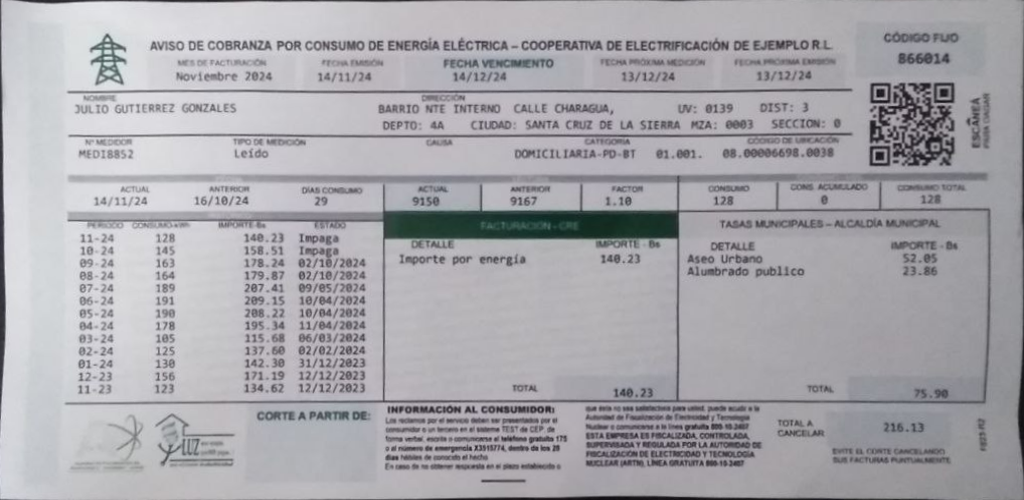 AVISO DE COBRANZA POR CONSUMO DE ENERGÍA ELÉCTRICA – COOPERATIVA DE ELECTRIFICACIÓN DE EJEMPLO R.L.
CÓDIGO FIJO
866014
MES DE FACTURACIÓN FECHA EMISIÓN FECHA VENCIMIENTO FECHA PRÓXIMA MEDICIÓN FECHA PRÓXIMA EMISIÓN
Noviembre 2024 14/11/24 14/12/24 13/12/24 13/12/24
NOMBRE DIRECCIÓN
JULIO GUTIERREZ GONZALES BARRIO NTE INTERNO CALLE CHARAGUA, UV: 0139 DIST: 3
DEPTO: 4A CIUDAD: SANTA CRUZ DE LA SIERRA MZA: 0003 SECCION: 0
ESCANEA
PARA PAGAR
Nº MEDIDOR TIPO DE MEDICIÓN CAUSA CATEGORIA CÓDIGO DE UBICACIÓN
MEDI8852 Leído DOMICILIARIA-PD-BT 01.001. 08.00006698.0038
ACTUAL ANTERIOR DÍAS CONSUMO ACTUAL ANTERIOR FACTOR CONSUMO CONS. ACUMULADO CONSUMO TOTAL
14/11/24 16/10/24 29 9150 9167 1.10 128 0 128
PERIODO CONSUMO-kWh IMPORTE-Bs ESTADO
11-24 128 140.23 Impaga
10-24 145 158.51 Impaga
09-24 163 178.24 02/10/2024
08-24 164 179.87 02/10/2024
07-24 189 207.41 09/05/2024
06-24 191 209.15 10/04/2024
05-24 190 208.22 10/04/2024
04-24 178 195.34 11/04/2024
03-24 105 115.68 06/03/2024
02-24 125 137.60 02/02/2024
01-24 130 142.30 31/12/2023
12-23 156 171.19 12/12/2023
11-23 123 134.62 12/12/2023
FACTURACION - CRE
DETALLE IMPORTE - Bs
Importe por energía 140.23
TOTAL 140.23
TASAS MUNICIPALES – ALCALDÍA MUNICIPAL
DETALLE IMPORTE - Bs
Aseo Urbano 52.05
Alumbrado publico 23.86
TOTAL 75.90
CORTE A PARTIR DE:
INFORMACIÓN AL CONSUMIDOR:
Los reclamos por el servicio deben ser presentados por el
consumidor o un tercero en el sistema TEST de CEP, de
forma verbal, escrita o comunicarse al teléfono gratuito 175
o al número de emergencia X3515774, dentro de los 20
días hábiles de conocido el hecho.
En caso de no obtener respuesta en el plazo establecido o
que ésta no sea satisfactoria para usted, puede acudir a la
Autoridad de Fiscalización de Electricidad y Tecnología
Nuclear o comunicarse a la línea gratuita 800-10-2407
ESTA EMPRESA ES FISCALIZADA, CONTROLADA,
SUPERVISADA Y REGULADA POR LA AUTORIDAD DE
FISCALIZACIÓN DE ELECTRICIDAD Y TECNOLOGÍA
NUCLEAR (ARTN), LÍNEA GRATUITA 800-10-2407
TOTAL A
CANCELAR 216.13
EVITE EL CORTE CANCELANDO
SUS FACTURAS PUNTUALMENTE